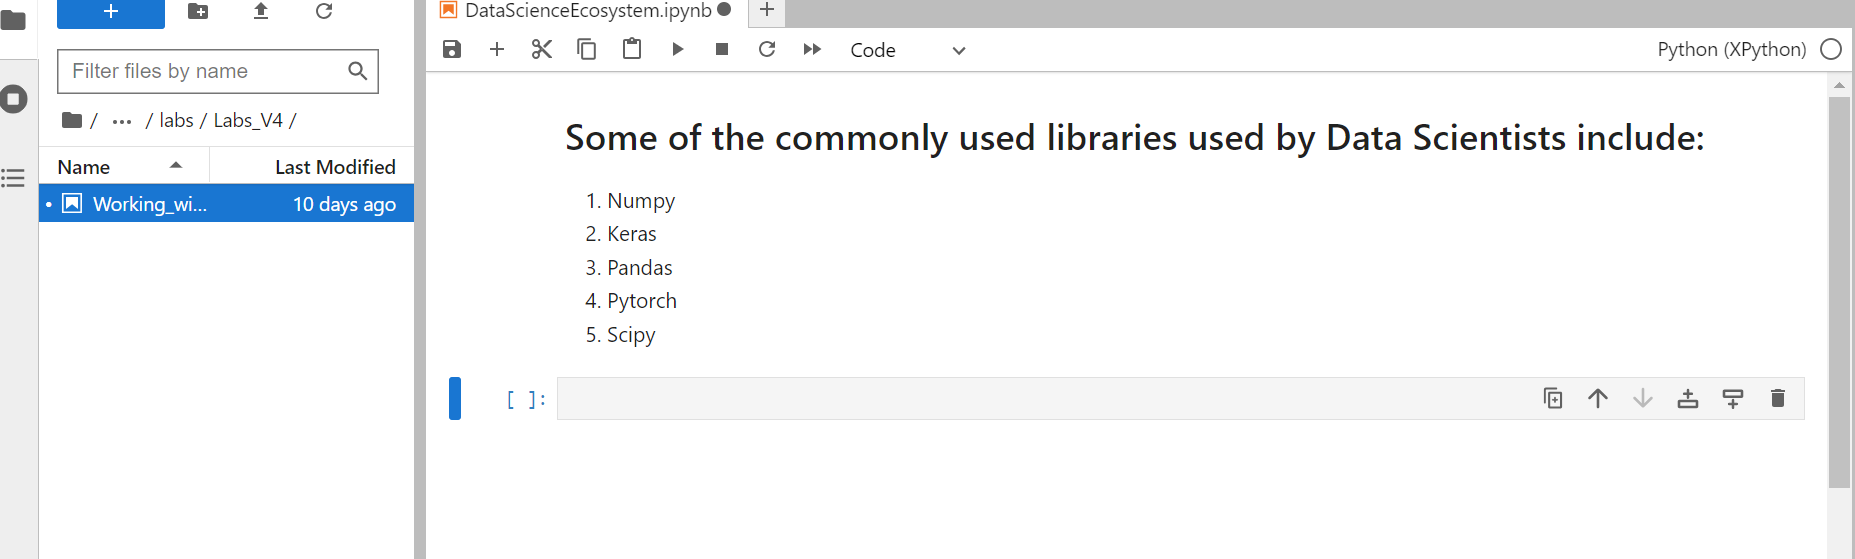 DataScienceEcosystem.ipynb
Filter files by name
Code
Python (XPython)
/ ... / labs / Labs_V4 /
Name Last Modified
Working_wi... 10 days ago
Some of the commonly used libraries used by Data Scientists include:
1. Numpy
2. Keras
3. Pandas
4. Pytorch
5. Scipy
[ ]: